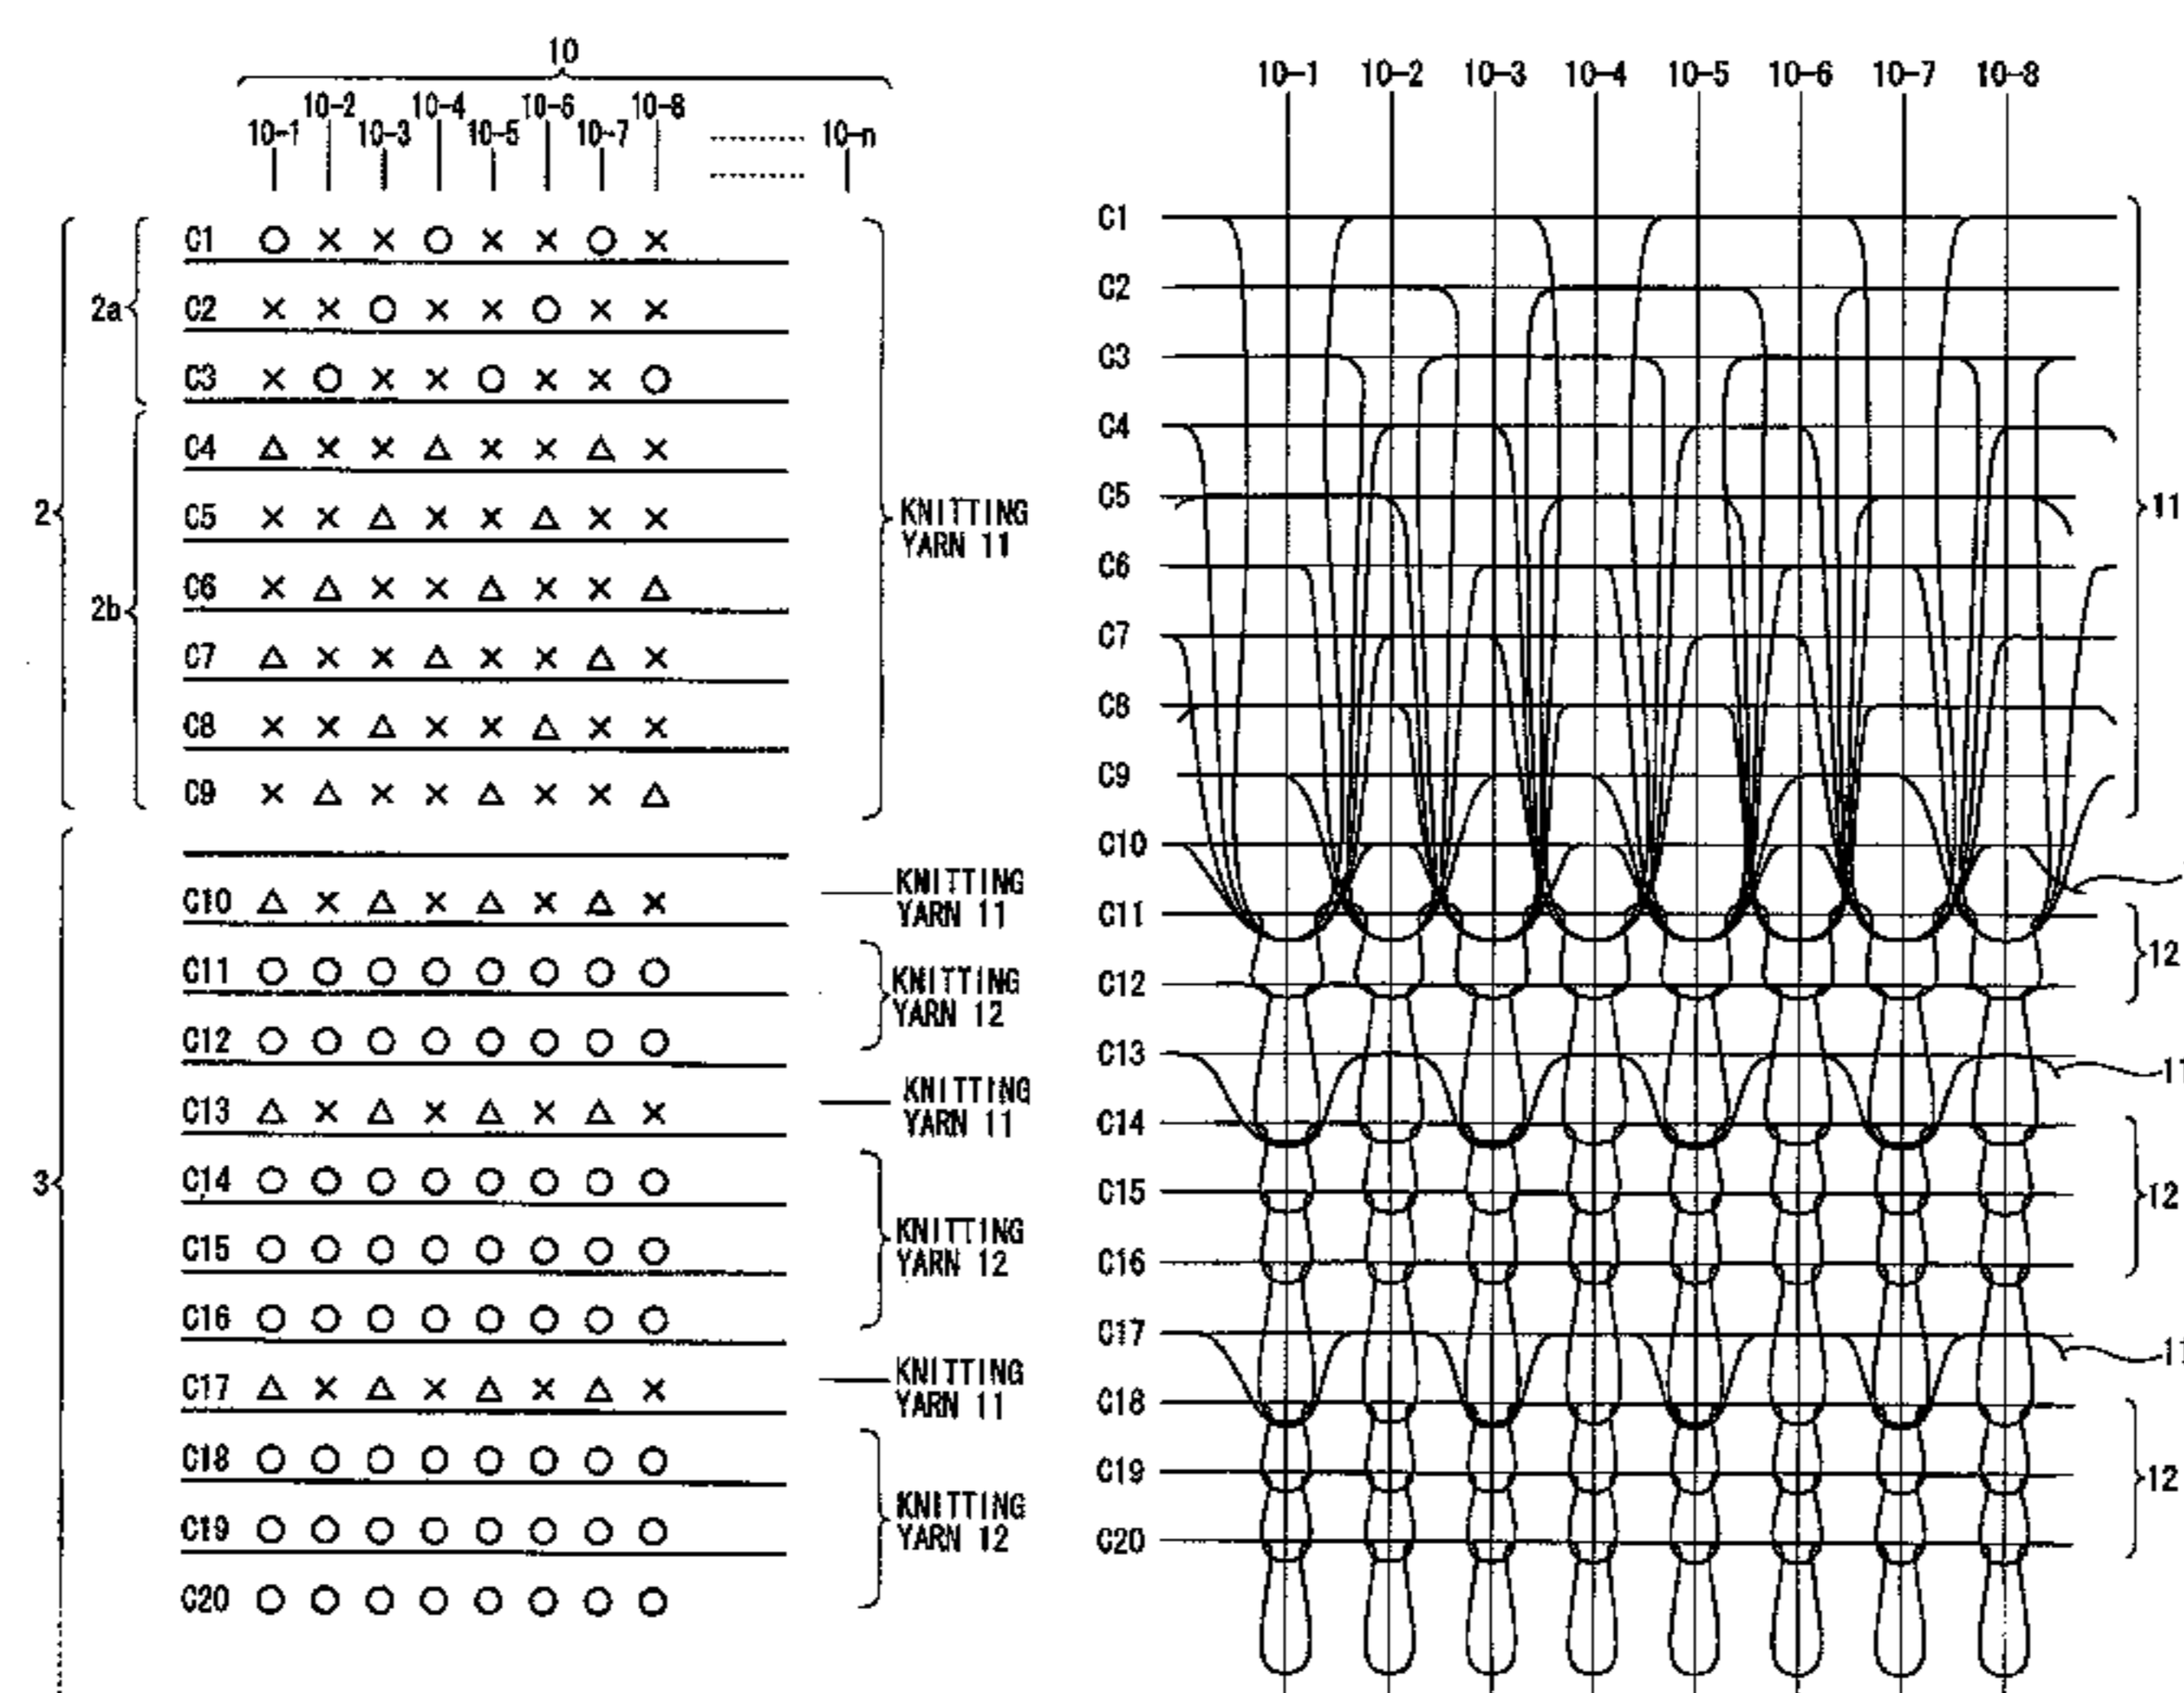 10
10-2 10-4 10-6 10-8
10-1 10-3 10-5 10-7 10-n
2
2a
2b
C1 O × × O × × O ×
C2 × × O × × O × ×
C3 × O × × O × × O
C4 △ × × △ × × △ ×
C5 × × △ × × △ × ×
C6 × △ × × △ × × △
C7 △ × × △ × × △ ×
C8 × × △ × × △ × ×
C9 × △ × × △ × × △
KNITTING
YARN 11
3
C10 △ × △ × △ × △ ×
KNITTING
YARN 11
C11 O O O O O O O O
C12 O O O O O O O O
KNITTING
YARN 12
C13 △ × △ × △ × △ ×
KNITTING
YARN 11
C14 O O O O O O O O
C15 O O O O O O O O
C16 O O O O O O O O
KNITTING
YARN 12
C17 △ × △ × △ × △ ×
KNITTING
YARN 11
C18 O O O O O O O O
C19 O O O O O O O O
C20 O O O O O O O O
KNITTING
YARN 12
10-1 10-2 10-3 10-4 10-5 10-6 10-7 10-8
C1
C2
C3
C4
C5
11
C6
C7
C8
C9
C10
C11
12
C12
C13
C14
C15
12
C16
C17
C18
C19
12
C20